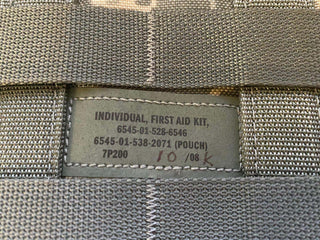 INDIVIDUAL, FIRST AID KIT,
6545-01-528-6546
6545-01-538-2071 (POUCH)
7P200 10 /08 K